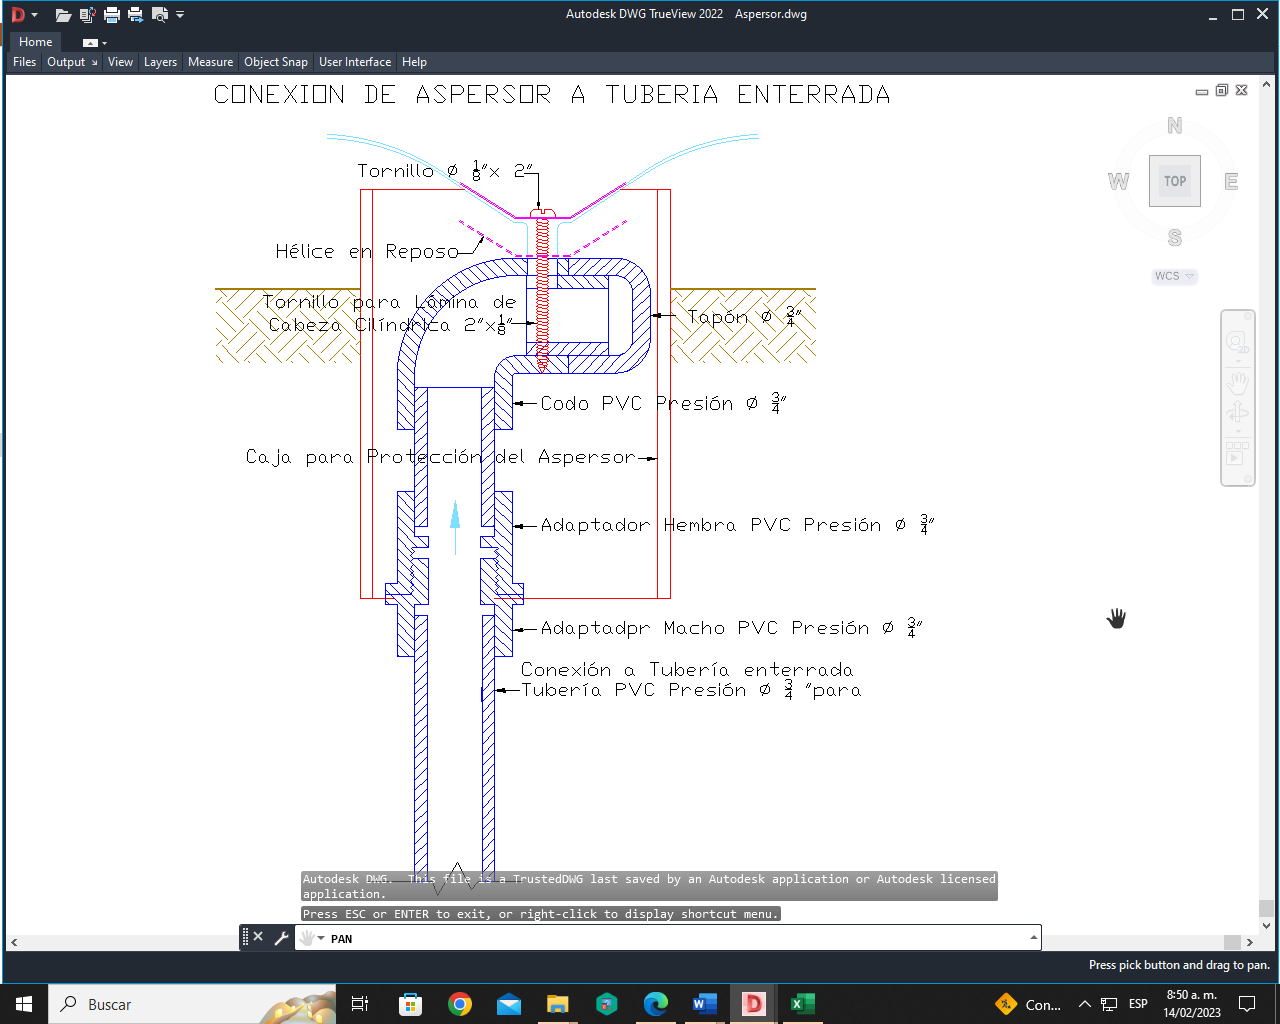 Autodesk DWG TrueView 2022    Aspersor.dwg
Home
Files Output View Layers Measure Object Snap User Interface Help
CONEXION DE ASPERSOR A TUBERIA ENTERRADA
N
W TOP E
S
WCS
Tornillo Ø 1/8"x 2"
Hélice en Reposo
Tornillo para Lámina de
Cabeza Cilíndrica 2"x1/8"
Tapón Ø 3/4"
Codo PVC Presión Ø 3/4"
Caja para Protección del Aspersor
Adaptador Hembra PVC Presión Ø 3/4"
Adaptadpr Macho PVC Presión Ø 3/4"
Conexión a Tubería enterrada
Tubería PVC Presión Ø 3/4 "para
Autodesk DWG.  This file is a TrustedDWG last saved by an Autodesk application or Autodesk licensed
application.
Press ESC or ENTER to exit, or right-click to display shortcut menu.
PAN
Press pick button and drag to pan.
Buscar
Con...
ESP
8:50 a. m.
14/02/2023